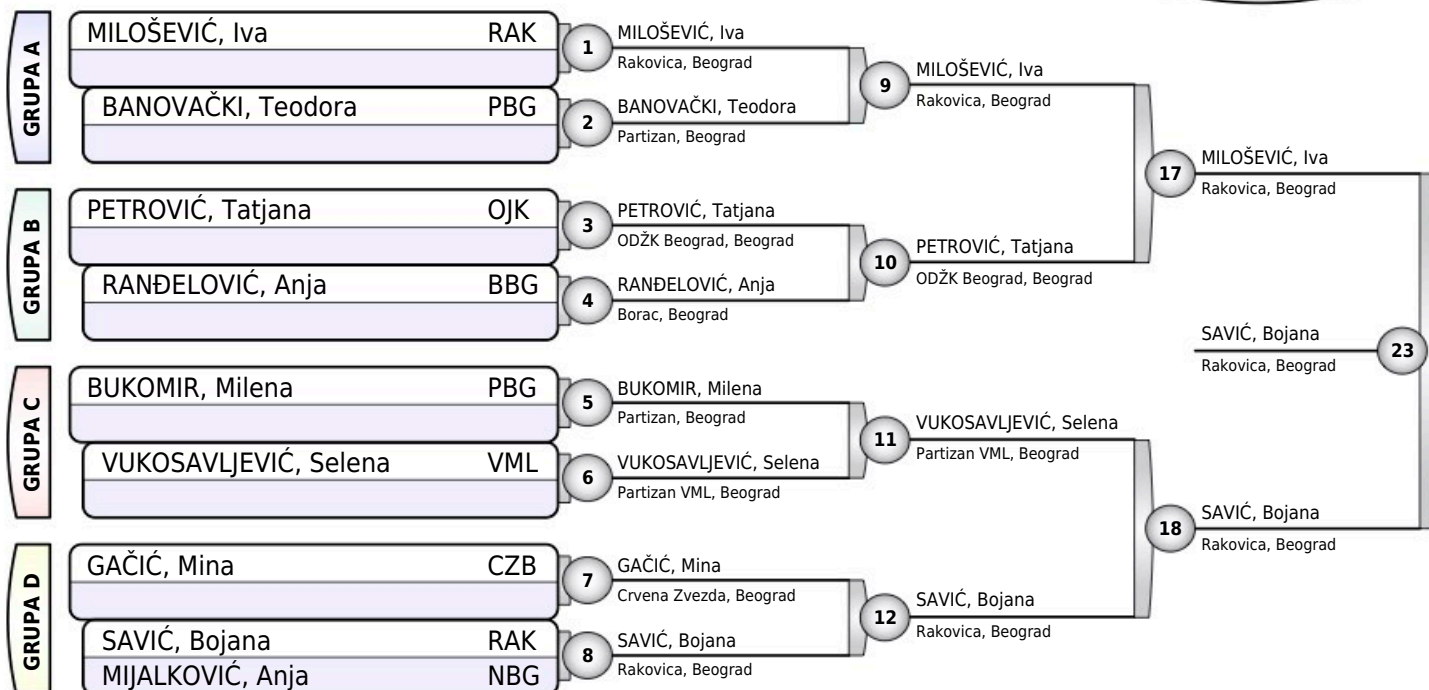 GRUPA A
MILOŠEVIĆ, Iva RAK
BANOVAČKI, Teodora PBG
GRUPA B
PETROVIĆ, Tatjana OJK
RANĐELOVIĆ, Anja BBG
GRUPA C
BUKOMIR, Milena PBG
VUKOSAVLJEVIĆ, Selena VML
GRUPA D
GAČIĆ, Mina CZB
SAVIĆ, Bojana RAK
MIJALKOVIĆ, Anja NBG
1
MILOŠEVIĆ, Iva
Rakovica, Beograd
2
BANOVAČKI, Teodora
Partizan, Beograd
3
PETROVIĆ, Tatjana
ODŽK Beograd, Beograd
4
RANĐELOVIĆ, Anja
Borac, Beograd
5
BUKOMIR, Milena
Partizan, Beograd
6
VUKOSAVLJEVIĆ, Selena
Partizan VML, Beograd
7
GAČIĆ, Mina
Crvena Zvezda, Beograd
8
SAVIĆ, Bojana
Rakovica, Beograd
9
MILOŠEVIĆ, Iva
Rakovica, Beograd
10
PETROVIĆ, Tatjana
ODŽK Beograd, Beograd
11
VUKOSAVLJEVIĆ, Selena
Partizan VML, Beograd
12
SAVIĆ, Bojana
Rakovica, Beograd
17
MILOŠEVIĆ, Iva
Rakovica, Beograd
18
SAVIĆ, Bojana
Rakovica, Beograd
SAVIĆ, Bojana
Rakovica, Beograd
23